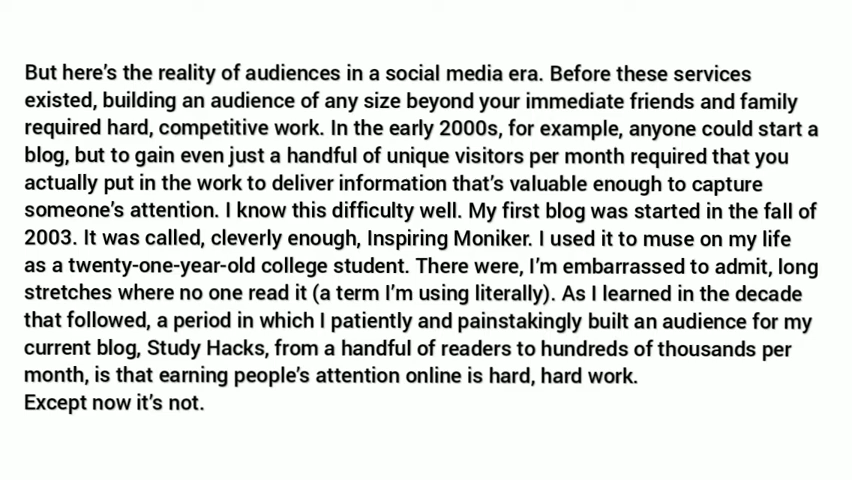 But here's the reality of audiences in a social media era. Before these services
existed, building an audience of any size beyond your immediate friends and family
required hard, competitive work. In the early 2000s, for example, anyone could start a
blog, but to gain even just a handful of unique visitors per month required that you
actually put in the work to deliver information that's valuable enough to capture
someone's attention. I know this difficulty well. My first blog was started in the fall of
2003. It was called, cleverly enough, Inspiring Moniker. I used it to muse on my life
as a twenty-one-year-old college student. There were, I'm embarrassed to admit, long
stretches where no one read it (a term I'm using literally). As I learned in the decade
that followed, a period in which I patiently and painstakingly built an audience for my
current blog, Study Hacks, from a handful of readers to hundreds of thousands per
month, is that earning people's attention online is hard, hard work.
Except now it's not.